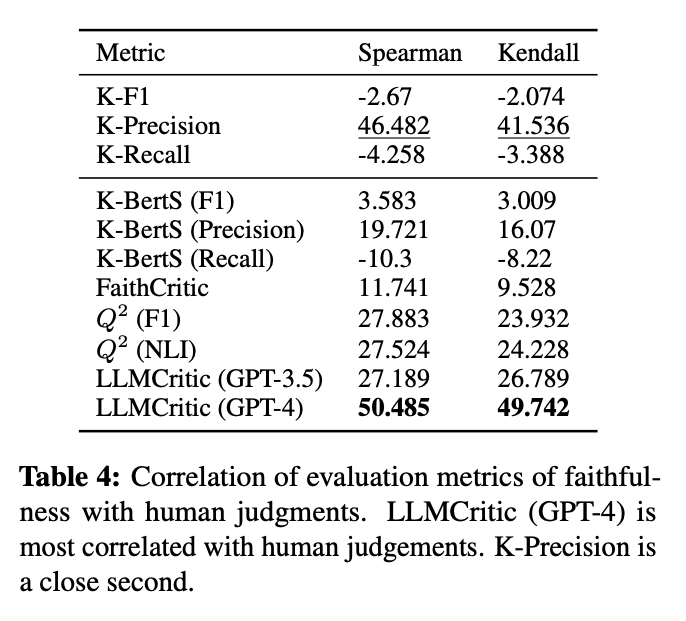 Metric Spearman Kendall
K-F1 -2.67 -2.074
K-Precision 46.482 41.536
K-Recall -4.258 -3.388
K-BertS (F1) 3.583 3.009
K-BertS (Precision) 19.721 16.07
K-BertS (Recall) -10.3 -8.22
FaithCritic 11.741 9.528
Q² (F1) 27.883 23.932
Q² (NLI) 27.524 24.228
LLMCritic (GPT-3.5) 27.189 26.789
LLMCritic (GPT-4) 50.485 49.742
Table 4: Correlation of evaluation metrics of faithful-
ness with human judgments. LLMCritic (GPT-4) is
most correlated with human judgements. K-Precision is
a close second.